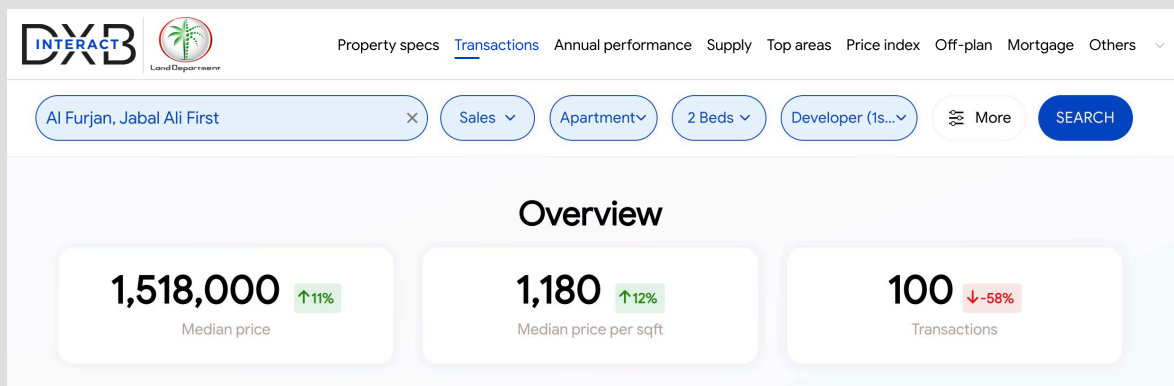 DXB
INTERACT
Land Department
Property specs Transactions Annual performance Supply Top areas Price index Off-plan Mortgage Others
Al Furjan, Jabal Ali First × Sales Apartment 2 Beds Developer (1s... More SEARCH
Overview
1,518,000 ↑11%
Median price
1,180 ↑12%
Median price per sqft
100 ↓-58%
Transactions